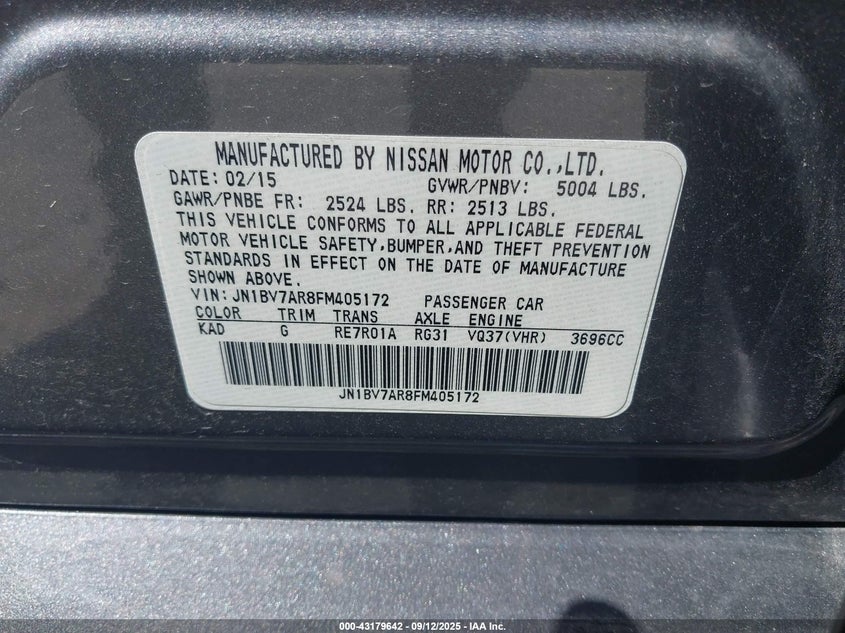 MANUFACTURED BY NISSAN MOTOR CO.,LTD.
DATE: 02/15 GVWR/PNBV: 5004 LBS.
GAWR/PNBE FR: 2524 LBS. RR: 2513 LBS.
THIS VEHICLE CONFORMS TO ALL APPLICABLE FEDERAL
MOTOR VEHICLE SAFETY,BUMPER,AND THEFT PREVENTION
STANDARDS IN EFFECT ON THE DATE OF MANUFACTURE
SHOWN ABOVE.
VIN: JN1BV7AR8FM405172 PASSENGER CAR
COLOR TRIM TRANS AXLE ENGINE
KAD G RE7R01A RG31 VQ37(VHR) 3696CC
JN1BV7AR8FM405172
000-43179642 - 09/12/2025 - IAA Inc.